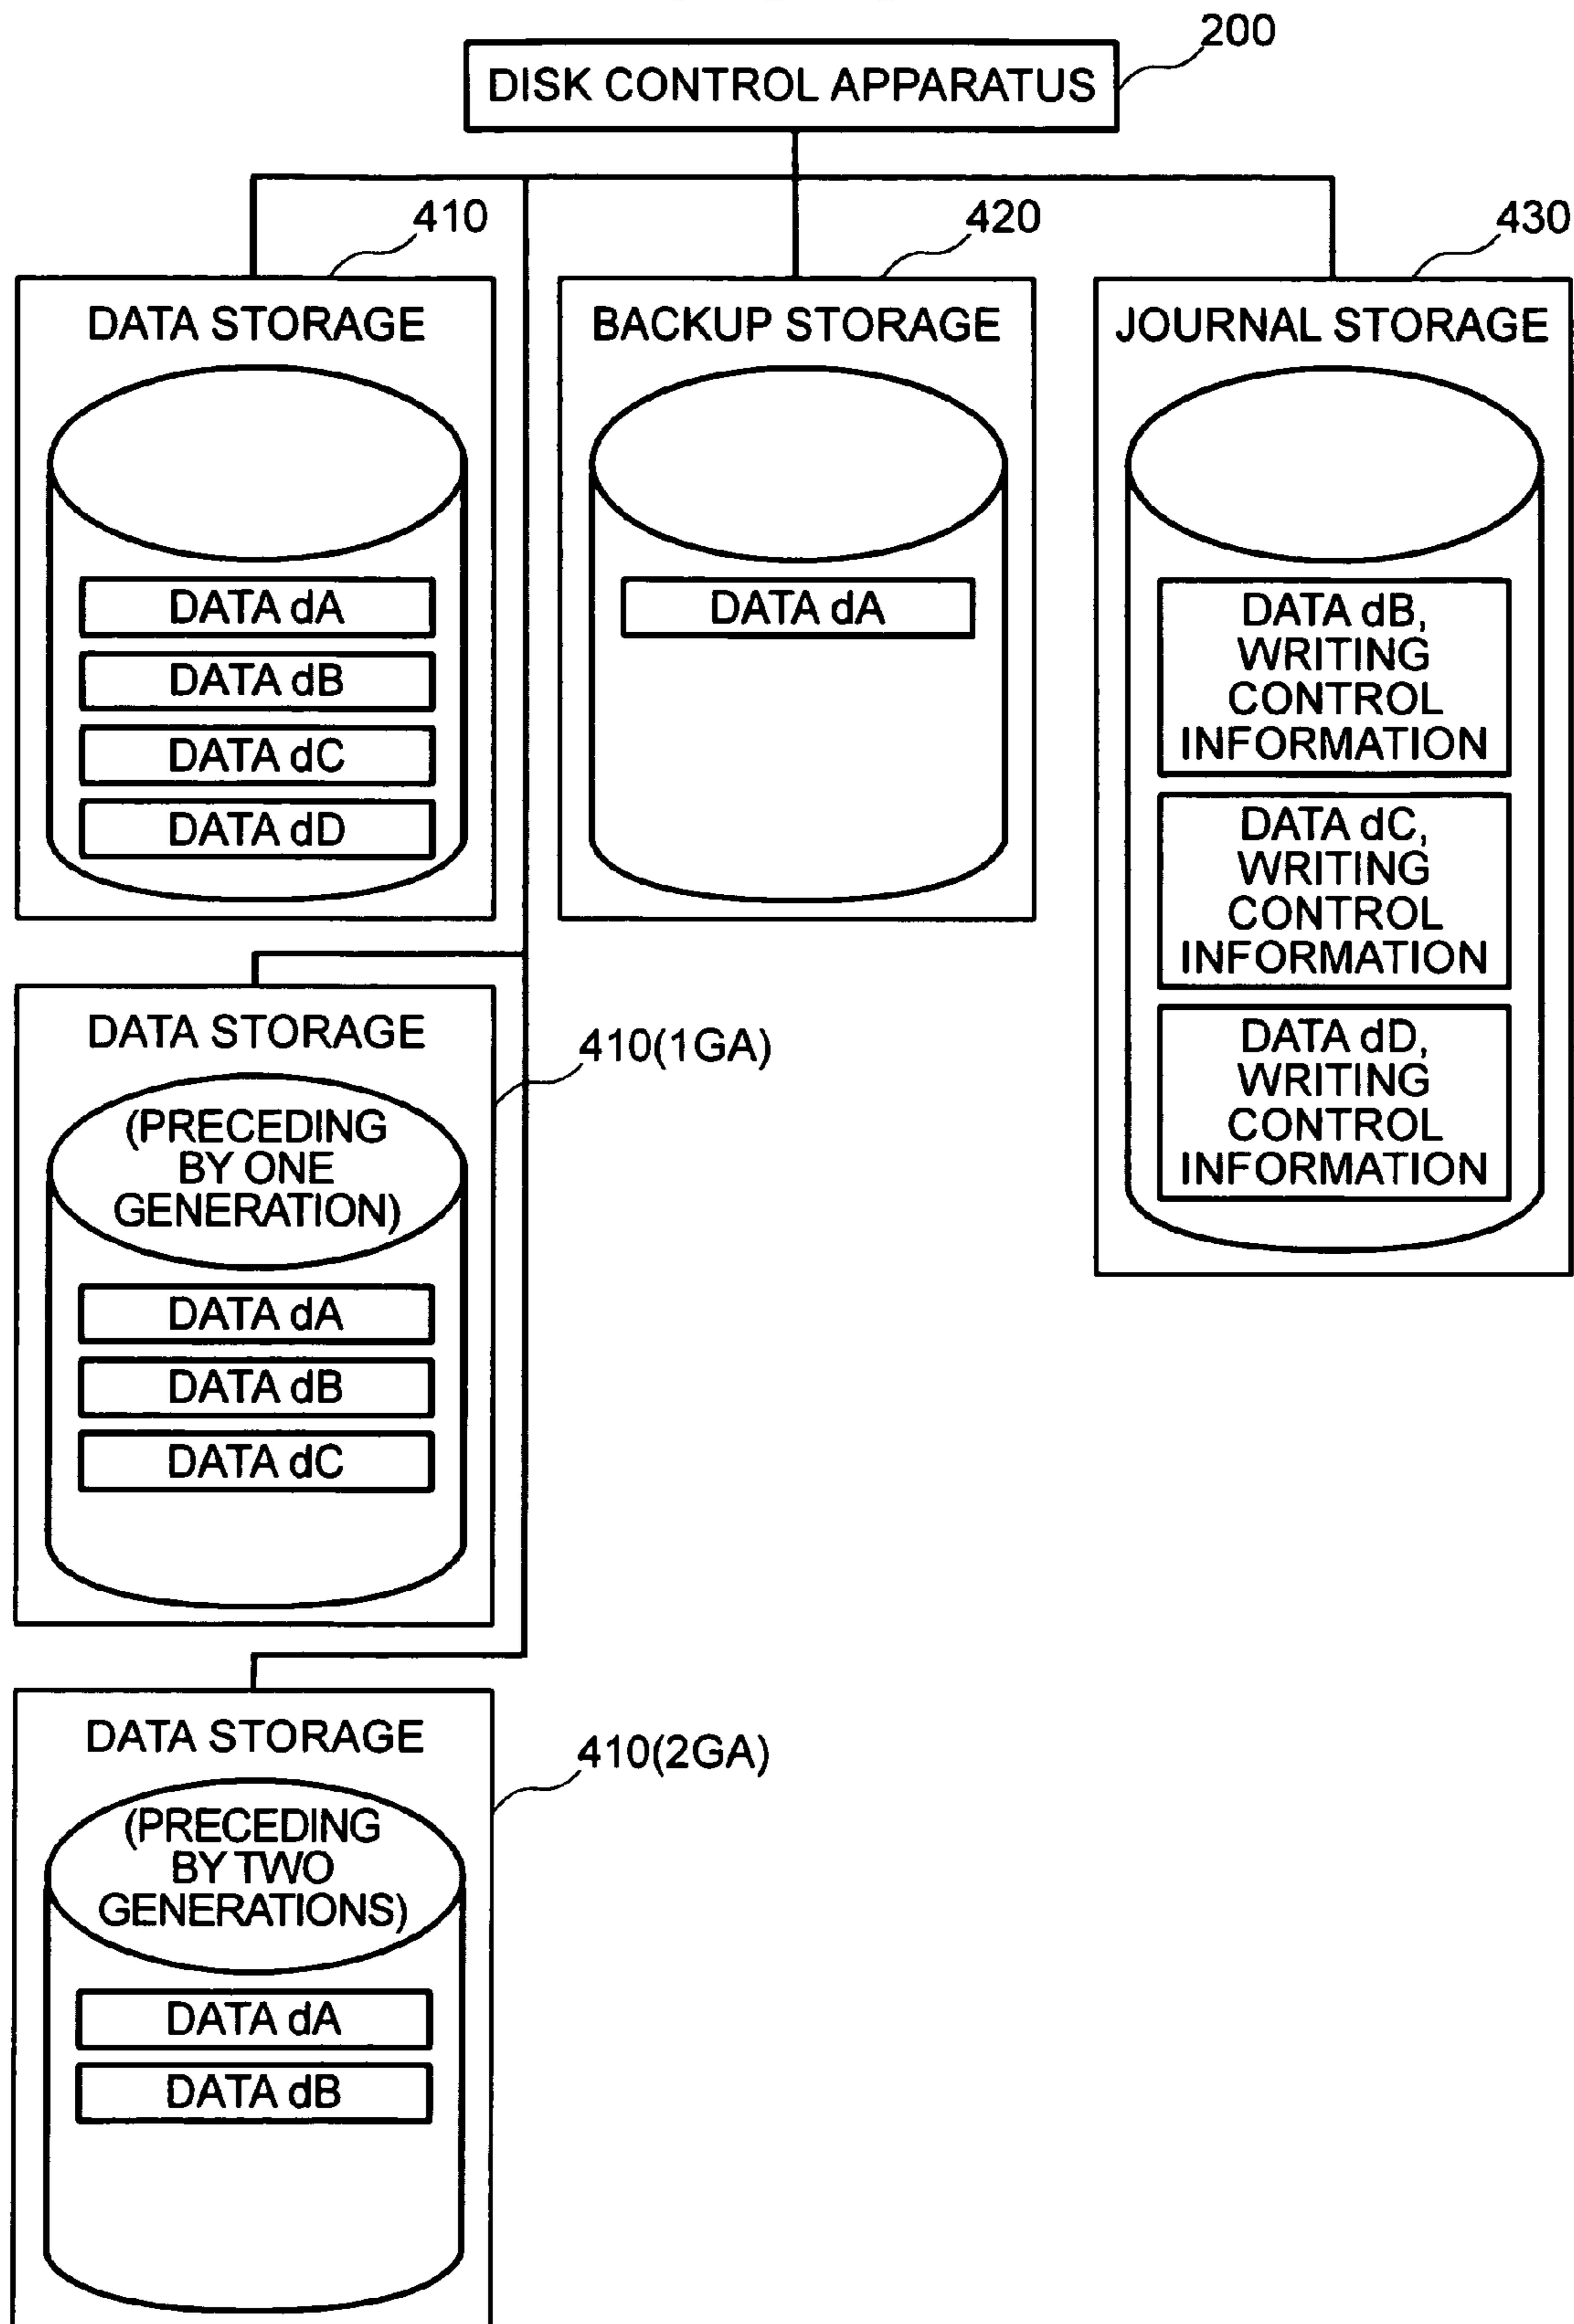 200
DISK CONTROL APPARATUS
410
DATA STORAGE
DATA dA
DATA dB
DATA dC
DATA dD
420
BACKUP STORAGE
DATA dA
430
JOURNAL STORAGE
DATA dB,
WRITING
CONTROL
INFORMATION
DATA dC,
WRITING
CONTROL
INFORMATION
DATA dD,
WRITING
CONTROL
INFORMATION
410(1GA)
DATA STORAGE
(PRECEDING
BY ONE
GENERATION)
DATA dA
DATA dB
DATA dC
410(2GA)
DATA STORAGE
(PRECEDING
BY TWO
GENERATIONS)
DATA dA
DATA dB